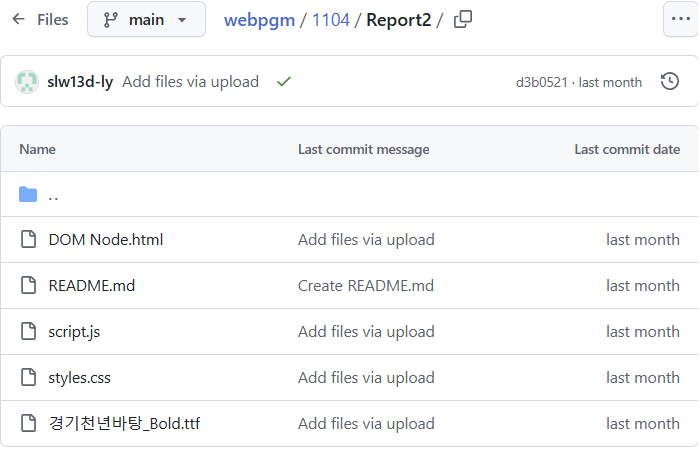 Files main webpgm / 1104 / Report2 /
slw13d-ly Add files via upload d3b0521 · last month
Name Last commit message Last commit date
..
DOM Node.html Add files via upload last month
README.md Create README.md last month
script.js Add files via upload last month
styles.css Add files via upload last month
경기천년바탕_Bold.ttf Add files via upload last month